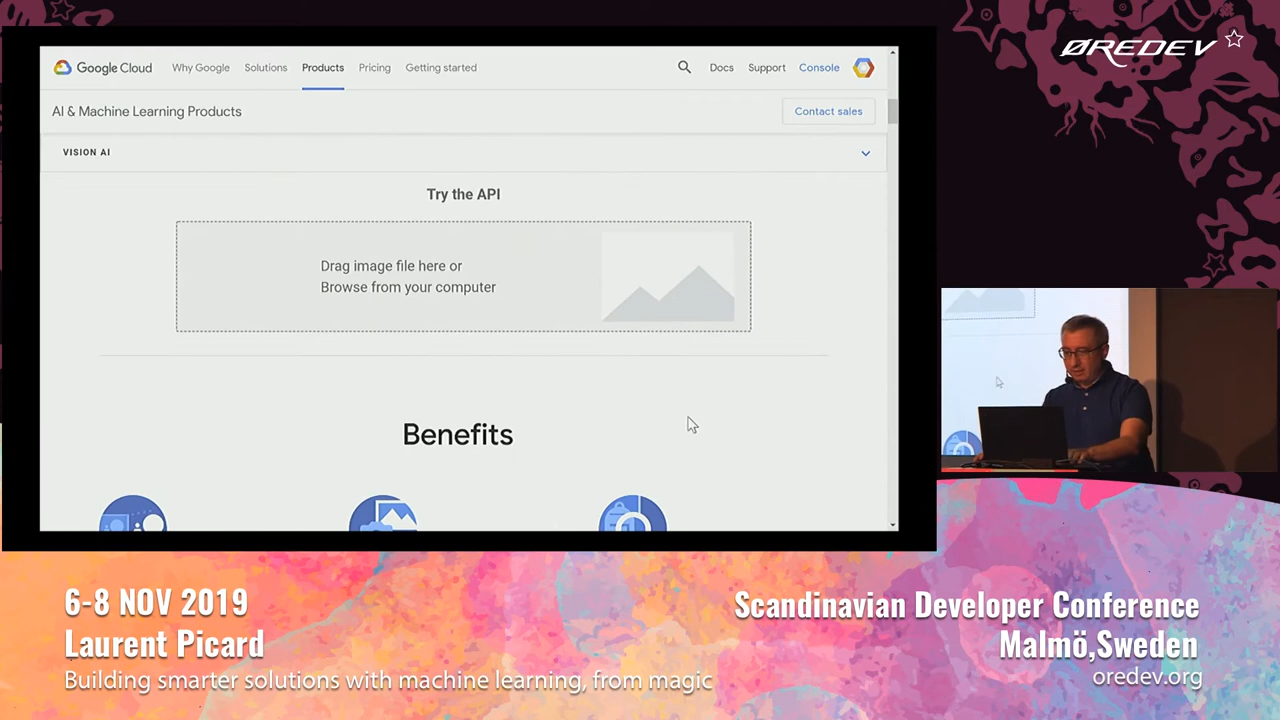 Google Cloud
Why Google
Solutions
Products
Pricing
Getting started
Docs
Support
Console
ØREDEV
AI & Machine Learning Products
Contact sales
VISION AI
Try the API
Drag image file here or
Browse from your computer
Benefits
6-8 NOV 2019
Laurent Picard
Building smarter solutions with machine learning, from magic
Scandinavian Developer Conference
Malmö,Sweden
oredev.org